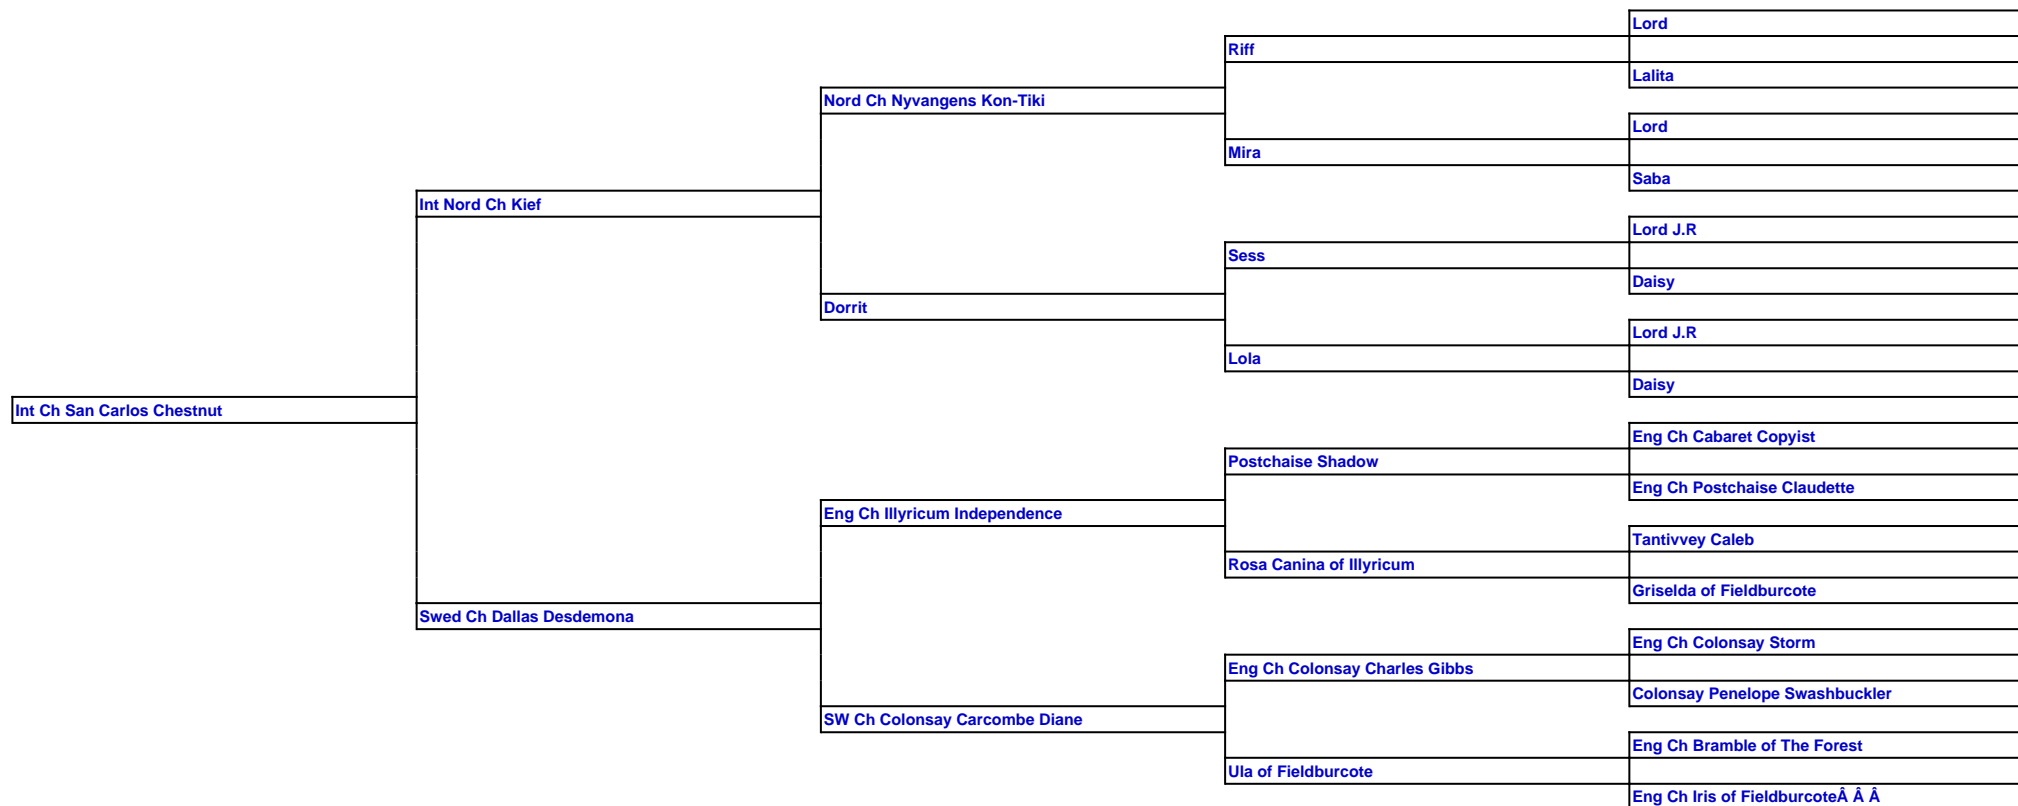 Lord
Riff
Lalita
Nord Ch Nyvangens Kon-Tiki
Lord
Mira
Saba
Int Nord Ch Kief
Lord J.R
Sess
Daisy
Dorrit
Lord J.R
Lola
Daisy
Int Ch San Carlos Chestnut
Eng Ch Cabaret Copyist
Postchaise Shadow
Eng Ch Postchaise Claudette
Eng Ch Illyricum Independence
Tantivvey Caleb
Rosa Canina of Illyricum
Griselda of Fieldburcote
Swed Ch Dallas Desdemona
Eng Ch Colonsay Storm
Eng Ch Colonsay Charles Gibbs
Colonsay Penelope Swashbuckler
SW Ch Colonsay Carcombe Diane
Eng Ch Bramble of The Forest
Ula of Fieldburcote
Eng Ch Iris of FieldburcoteÂ Â Â